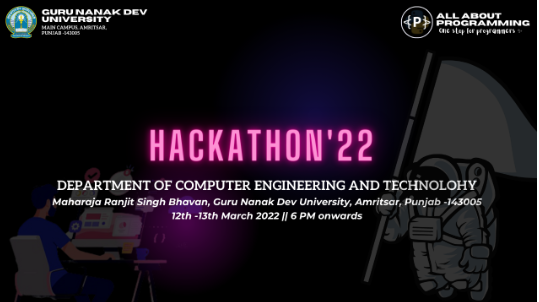 GURU NANAK DEV
UNIVERSITY
MAIN CAMPUS, AMRITSAR,
PUNJAB -143005
{P}
ALL ABOUT
PROGRAMMING
One stop for programmers
HACKATHON'22
DEPARTMENT OF COMPUTER ENGINEERING AND TECHNOLOHY
Maharaja Ranjit Singh Bhavan, Guru Nanak Dev University, Amritsar, Punjab -143005
12th -13th March 2022 || 6 PM onwards